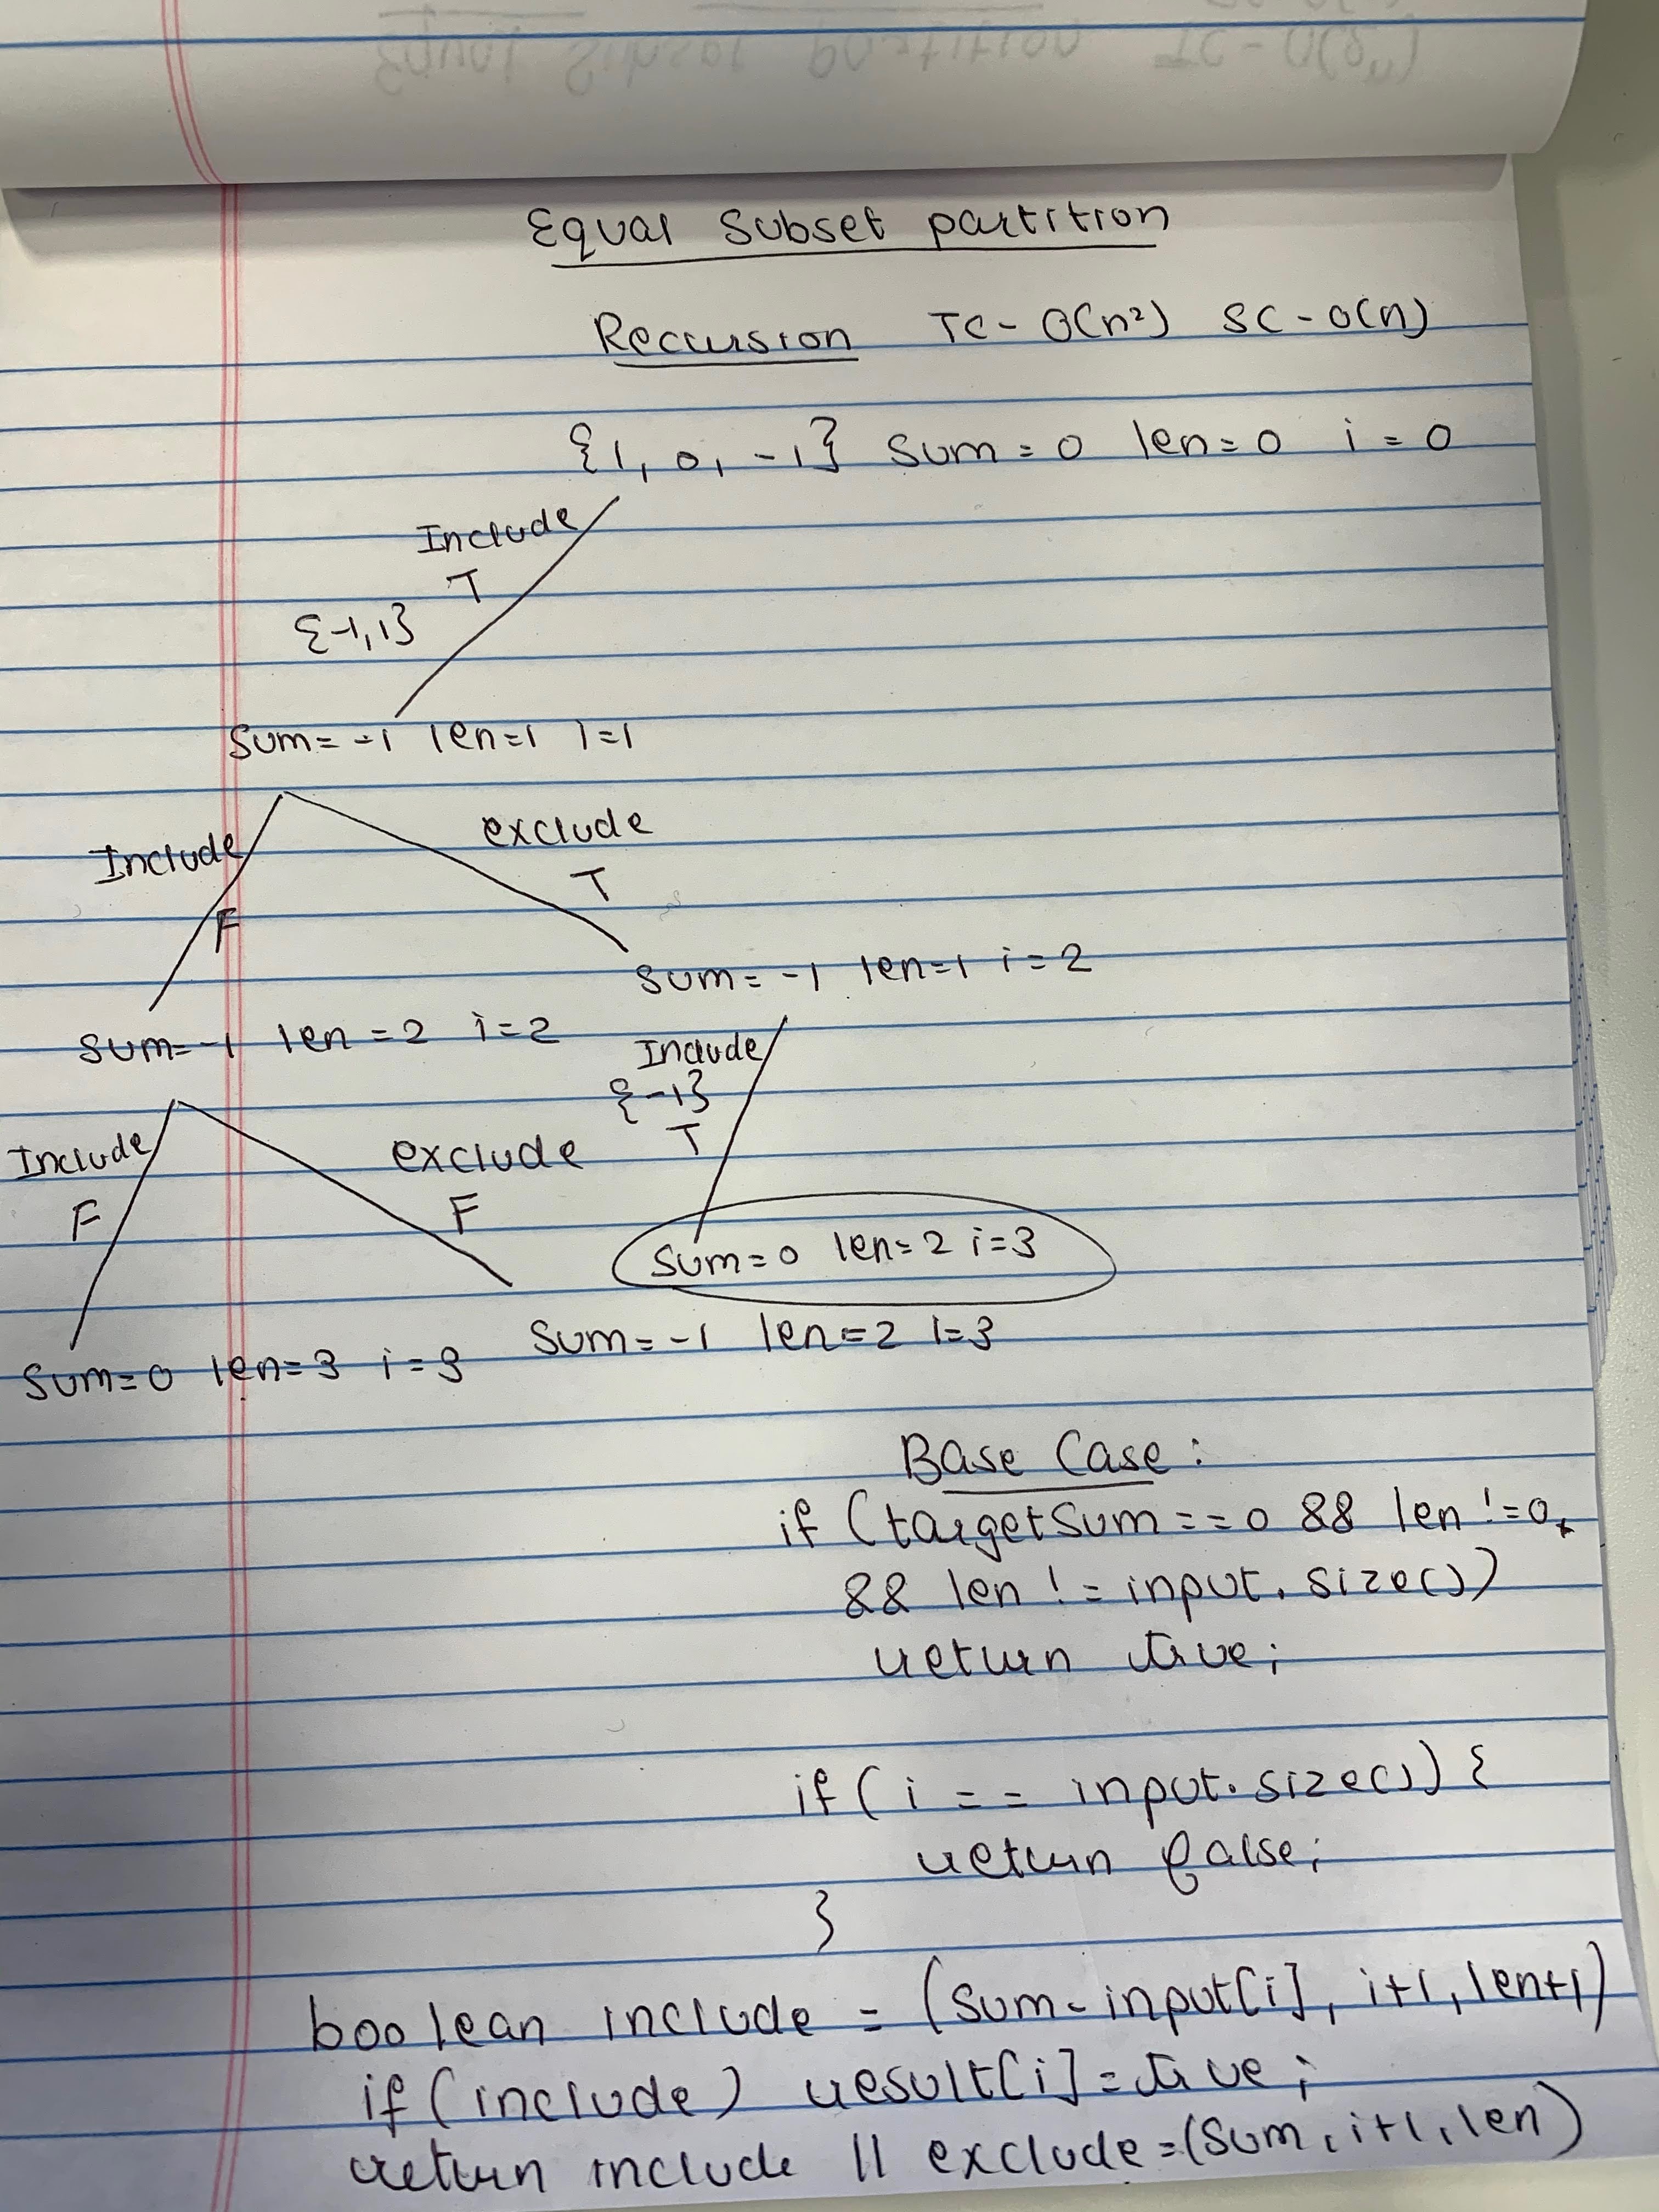 Equal Subset partition
Recursion TC - O(n²) SC - O(n)
{1, 0, -1} Sum = 0 len = 0 i = 0
Include
T
{-1, 1}
Sum = -1 len = 1 i = 1
Include
F
exclude
T
Sum = -1 len = 1 i = 2
Sum = -1 len = 2 i = 2
Include
{-1}
T
Include
F
exclude
F
Sum = 0 len = 2 i = 3
Sum = -1 len = 2 i = 3
Sum = 0 len = 3 i = 3
Base Case :
if (targetSum == 0 && len != 0
&& len != input.size())
return true;
if (i == input.size()) {
return false;
}
boolean include = (sum - input[i], i+1, len+1)
if (include) result[i] = true;
return include || exclude = (Sum, i+1, len)